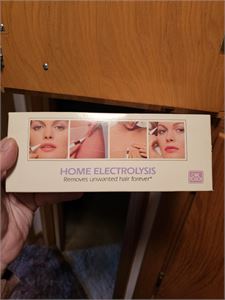 HOME ELECTROLYSIS
Removes unwanted hair forever*